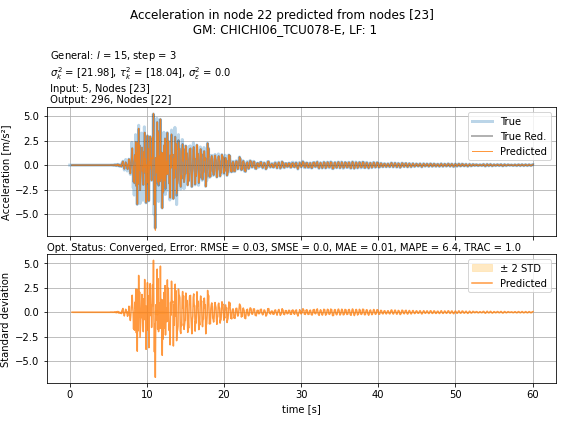 Acceleration in node 22 predicted from nodes [23]
GM: CHICHI06_TCU078-E, LF: 1
General: l = 15, step = 3
σ²ₖ = [21.98], τ²ₖ = [18.04], σ²_ε = 0.0
Input: 5, Nodes [23]
Output: 296, Nodes [22]
Acceleration [m/s²]
5.0
2.5
0.0
−2.5
−5.0
True
True Red.
Predicted
Opt. Status: Converged, Error: RMSE = 0.03, SMSE = 0.0, MAE = 0.01, MAPE = 6.4, TRAC = 1.0
Standard deviation
5.0
2.5
0.0
−2.5
−5.0
± 2 STD
Predicted
0 10 20 30 40 50 60
time [s]